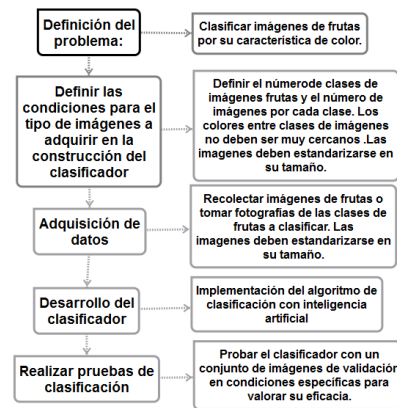 Definición del
problema:
Clasificar imágenes de frutas
por su característica de color.
Definir las
condiciones para el
tipo de imágenes a
adquirir en la
construcción del
clasificador
Definir el númerode clases de
imágenes frutas y el número de
imágenes por cada clase. Los
colores entre clases de imágenes
no deben ser muy cercanos .Las
imagenes deben estandarizarse en
su tamaño.
Adquisición de
datos
Recolectar imágenes de frutas o
tomar fotografías de las clases de
frutas a clasificar. Las
imagenes deben estandarizarse en
su tamaño.
Desarrollo del
clasificador
Implementación del algoritmo de
clasificación con inteligencia
artificial
Realizar pruebas de
clasificación
Probar el clasificador con un
conjunto de imágenes de validación
en condiciones específicas para
valorar su eficacia.